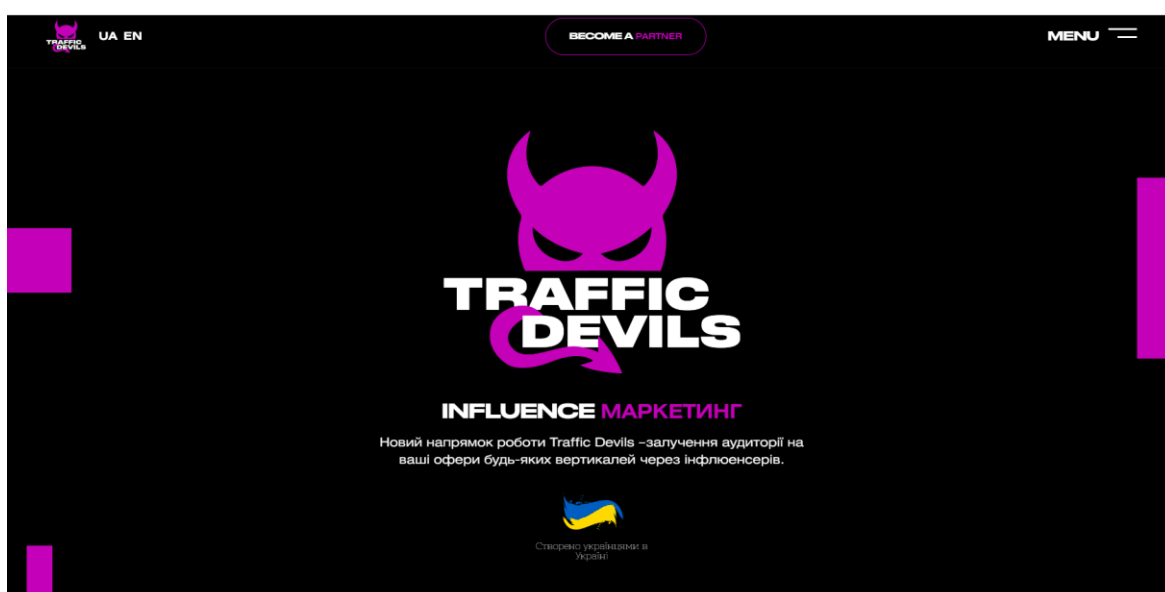 TRAFFIC
DEVILS
UA EN
BECOME A PARTNER
MENU
TRAFFIC
DEVILS
INFLUENCE МАРКЕТИНГ
Новий напрямок роботи Traffic Devils –залучення аудиторії на
ваші офери будь-яких вертикалей через інфлюенсерів.
Створено українцями в
Україні